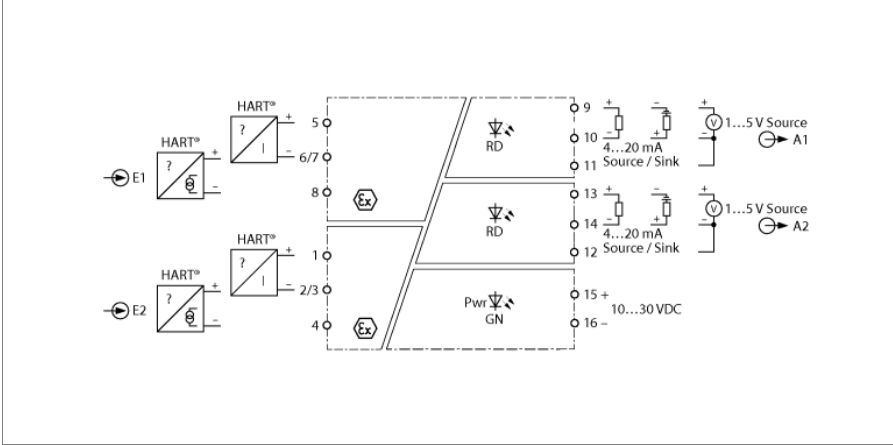 HART®
?
I
+
–
5
6/7
8
HART®
?
+
–
E1
Ex
RD
9
10
11
+
–
–
+
+
–
V
1…5 V Source
4…20 mA
Source / Sink
A1
RD
13
14
12
+
–
–
+
+
–
V
1…5 V Source
4…20 mA
Source / Sink
A2
HART®
?
I
+
–
1
2/3
4
HART®
?
+
–
E2
Ex
Pwr
GN
15 +
16 –
10…30 VDC